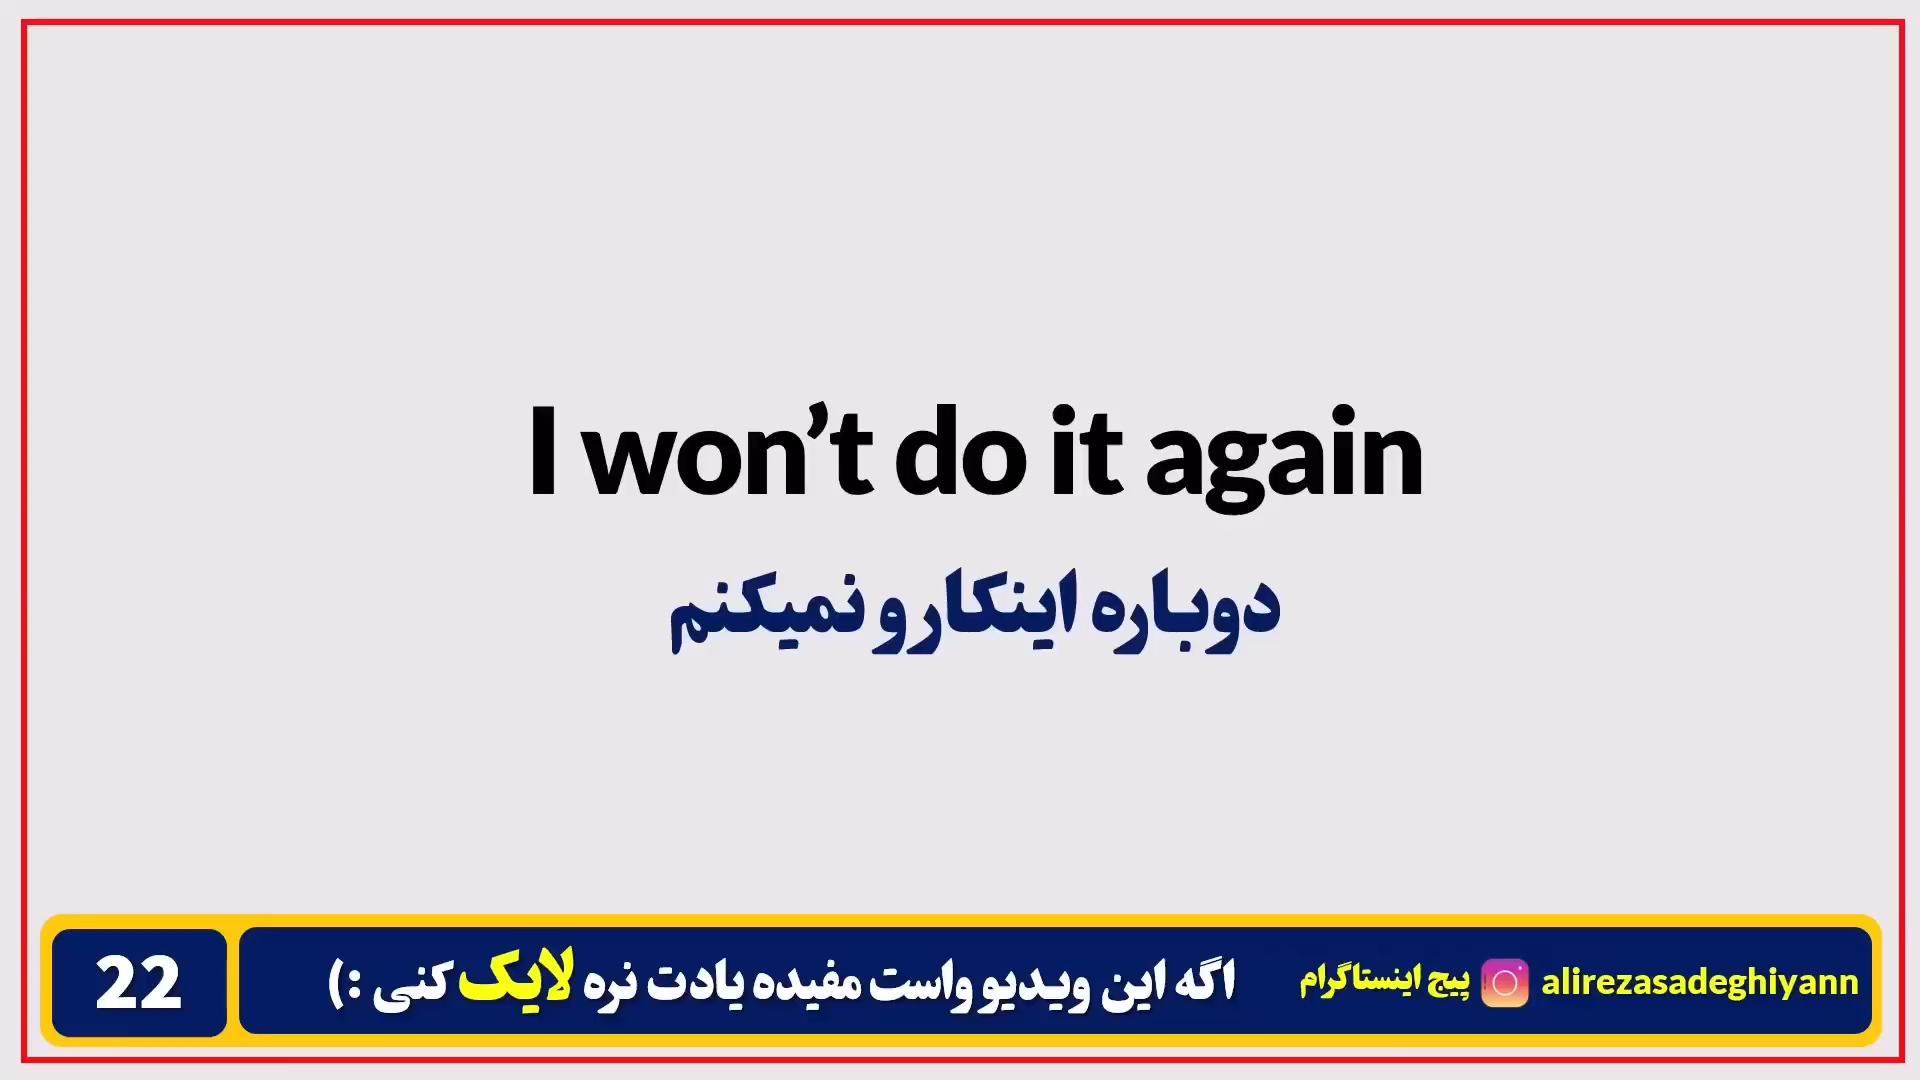 I won’t do it again
دوباره اینکار و نمیکنم
22
اگه این ویدیو واست مفیده یادت نره لایک کنی :)
پیج اینستاگرام
alirezasadeghiyann